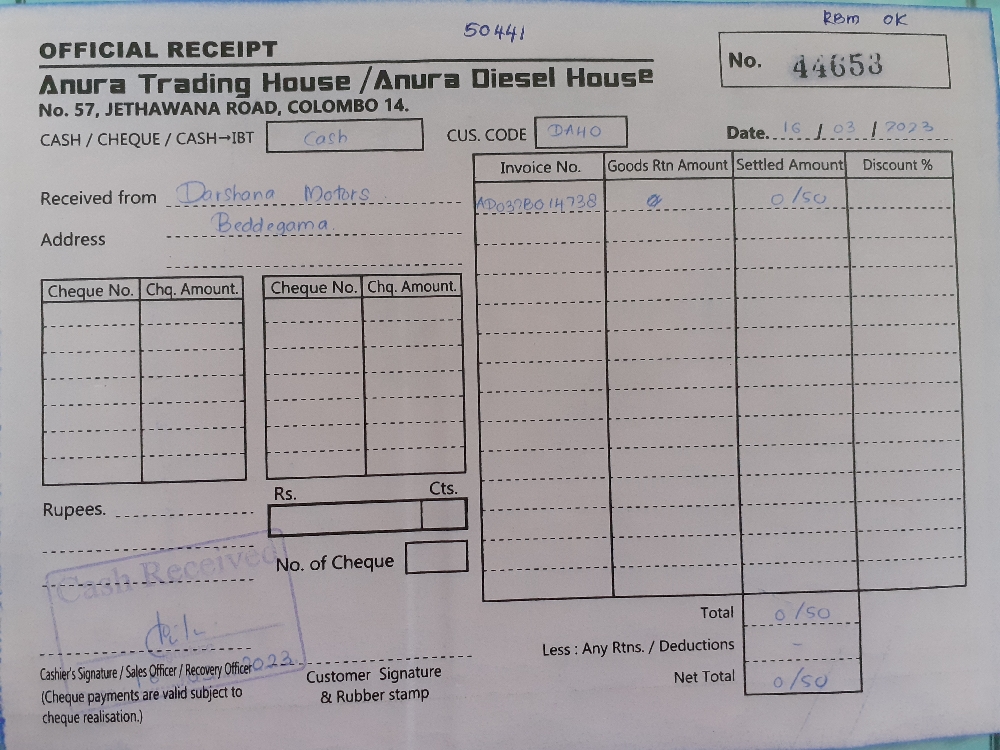 50441
RBm OK
OFFICIAL RECEIPT
Anura Trading House /Anura Diesel House
No. 57, JETHAWANA ROAD, COLOMBO 14.
No. 44653
CASH / CHEQUE / CASH→IBT Cash
CUS. CODE DAHO
Date. 16 / 03 / 2023
Received from Darshana Motors
Address Beddegama.
Invoice No. Goods Rtn Amount Settled Amount Discount %
AD037B014738 0/50
Cheque No. Chq. Amount. Cheque No. Chq. Amount.
Rupees.
Rs. Cts.
No. of Cheque
Cash Received
2023
Cashier's Signature / Sales Officer / Recovery Officer
(Cheque payments are valid subject to
cheque realisation.)
Customer Signature
& Rubber stamp
Total 0/50
Less : Any Rtns. / Deductions -
Net Total 0/50